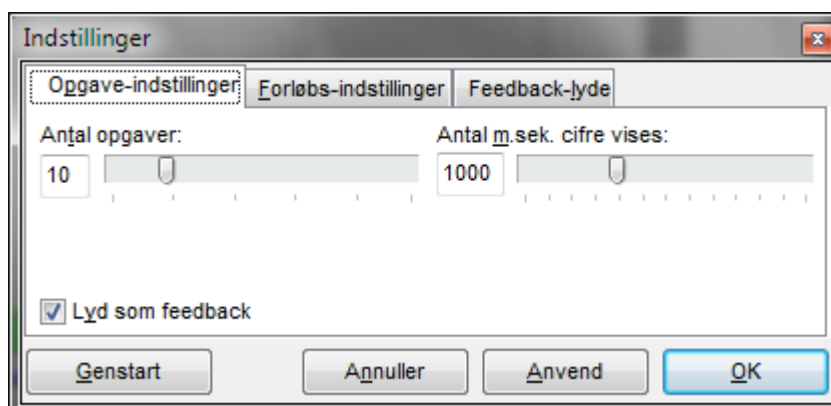 Indstillinger
Opgave-indstillinger Forløbs-indstillinger Feedback-lyde
Antal opgaver: Antal m.sek. cifre vises:
10 1000
Lyd som feedback
Genstart Annuller Anvend OK